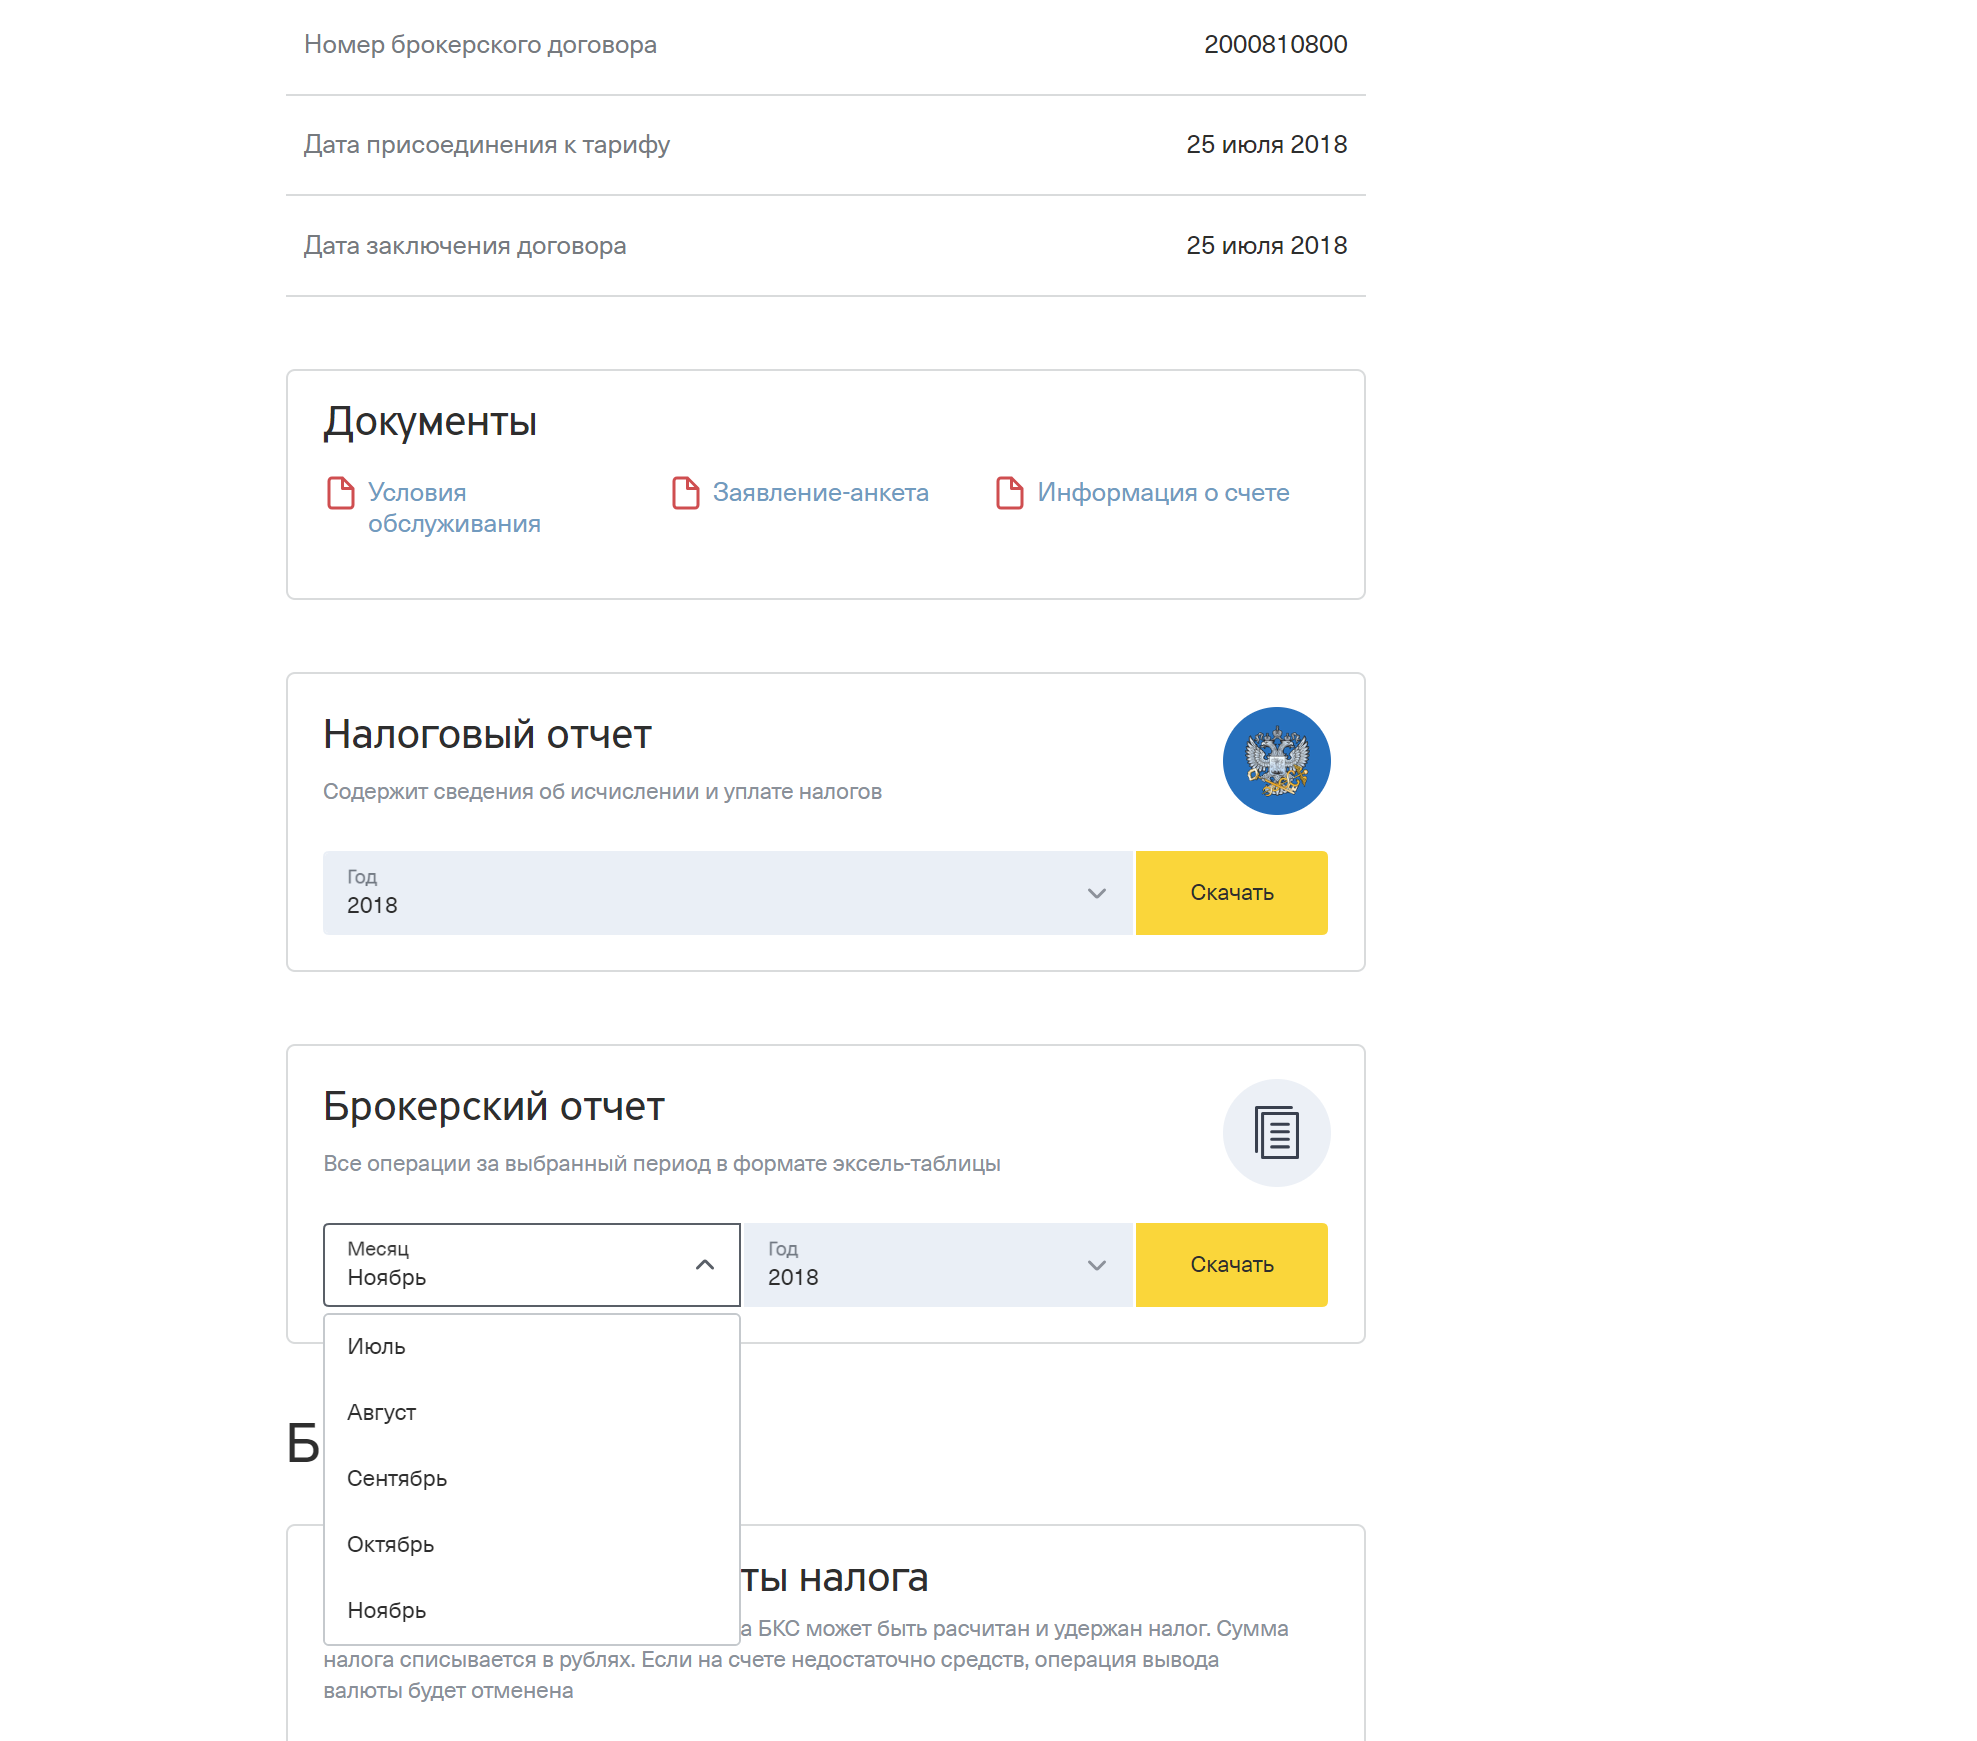 Номер брокерского договора 2000810800
Дата присоединения к тарифу 25 июля 2018
Дата заключения договора 25 июля 2018
Документы
Условия обслуживания
Заявление-анкета
Информация о счете
Налоговый отчет
Содержит сведения об исчислении и уплате налогов
Год
2018
Скачать
Брокерский отчет
Все операции за выбранный период в формате эксель-таблицы
Месяц
Ноябрь
Год
2018
Скачать
Июль
Август
Сентябрь
Октябрь
Ноябрь
Б
ты налога
а БКС может быть расчитан и удержан налог. Сумма
налога списывается в рублях. Если на счете недостаточно средств, операция вывода
валюты будет отменена